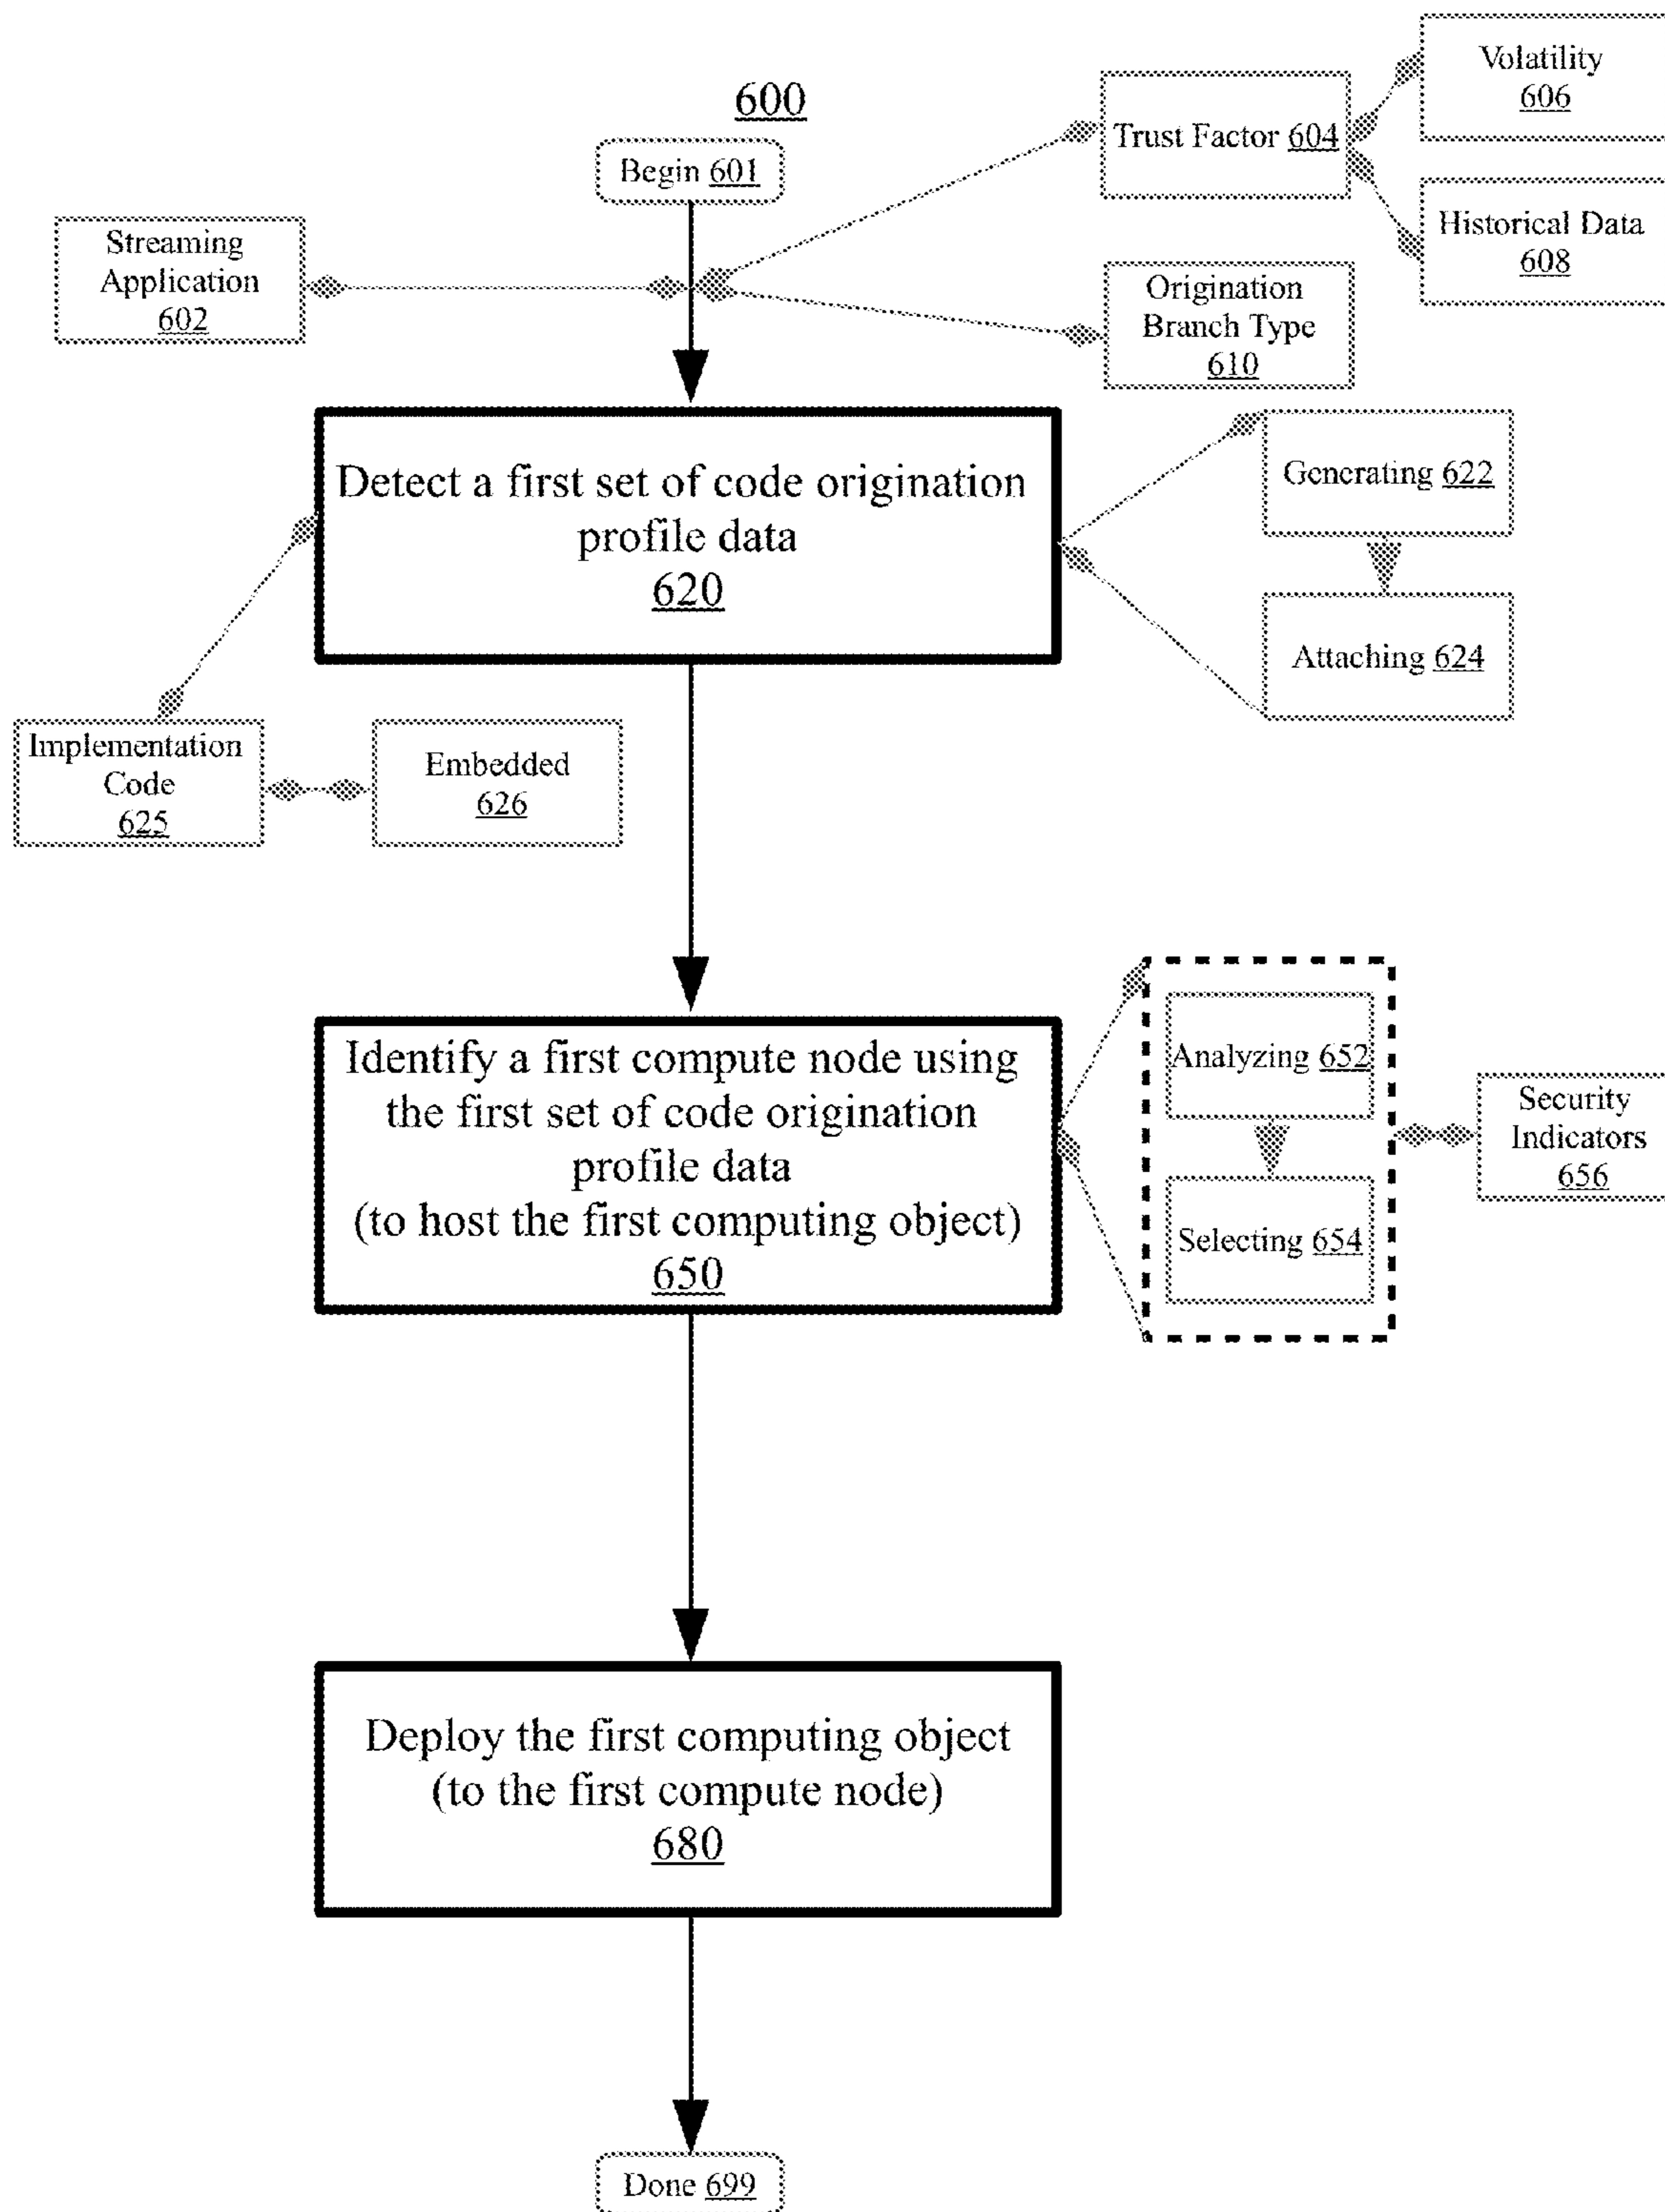 600
Begin 601
Volatility
606
Trust Factor 604
Historical Data
608
Streaming
Application
602
Origination
Branch Type
610
Detect a first set of code origination
profile data
620
Generating 622
Attaching 624
Implementation
Code
625
Embedded
626
Identify a first compute node using
the first set of code origination
profile data
(to host the first computing object)
650
Analyzing 652
Selecting 654
Security
Indicators
656
Deploy the first computing object
(to the first compute node)
680
Done 699